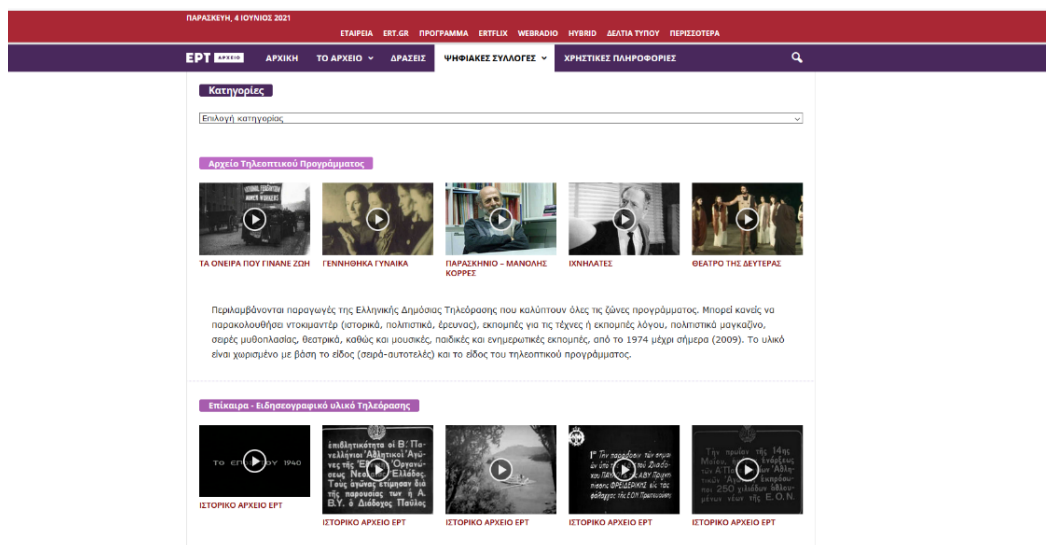 ΠΑΡΑΣΚΕΥΗ, 4 ΙΟΥΝΙΟΣ 2021
ΕΤΑΙΡΕΙΑ ERT.GR ΠΡΟΓΡΑΜΜΑ ERTFLIX WEBRADIO HYBRID ΔΕΛΤΙΑ ΤΥΠΟΥ ΠΕΡΙΣΣΟΤΕΡΑ
ΕΡΤ ΑΡΧΕΙΟ ΑΡΧΙΚΗ ΤΟ ΑΡΧΕΙΟ ΔΡΑΣΕΙΣ ΨΗΦΙΑΚΕΣ ΣΥΛΛΟΓΕΣ ΧΡΗΣΤΙΚΕΣ ΠΛΗΡΟΦΟΡΙΕΣ
Κατηγορίες
Επιλογή κατηγορίας
Αρχείο Τηλεοπτικού Προγράμματος
ΤΑ ΟΝΕΙΡΑ ΠΟΥ ΓΙΝΑΝΕ ΖΩΗ ΓΕΝΝΗΘΗΚΑ ΓΥΝΑΙΚΑ ΠΑΡΑΣΚΗΝΙΟ – ΜΑΝΟΛΗΣ ΚΟΡΡΕΣ ΙΧΝΗΛΑΤΕΣ ΘΕΑΤΡΟ ΤΗΣ ΔΕΥΤΕΡΑΣ
Περιλαμβάνονται παραγωγές της Ελληνικής Δημόσιας Τηλεόρασης που καλύπτουν όλες τις ζώνες προγράμματος. Μπορεί κανείς να
παρακολουθήσει ντοκιμαντέρ (ιστορικά, πολιτιστικά, έρευνας), εκπομπές για τις τέχνες ή εκπομπές λόγου, πολιτιστικά μαγκαζίνο,
σειρές μυθοπλασίας, θεατρικά, καθώς και μουσικές, παιδικές και ενημερωτικές εκπομπές, από το 1974 μέχρι σήμερα (2009). Το υλικό
είναι χωρισμένο με βάση το είδος (σειρά-αυτοτελές) και το είδος του τηλεοπτικού προγράμματος.
Επίκαιρα - Ειδησεογραφικό υλικό Τηλεόρασης
1940
ΙΣΤΟΡΙΚΟ ΑΡΧΕΙΟ ΕΡΤ
ΙΣΤΟΡΙΚΟ ΑΡΧΕΙΟ ΕΡΤ
ΙΣΤΟΡΙΚΟ ΑΡΧΕΙΟ ΕΡΤ
ΙΣΤΟΡΙΚΟ ΑΡΧΕΙΟ ΕΡΤ
ΙΣΤΟΡΙΚΟ ΑΡΧΕΙΟ ΕΡΤ